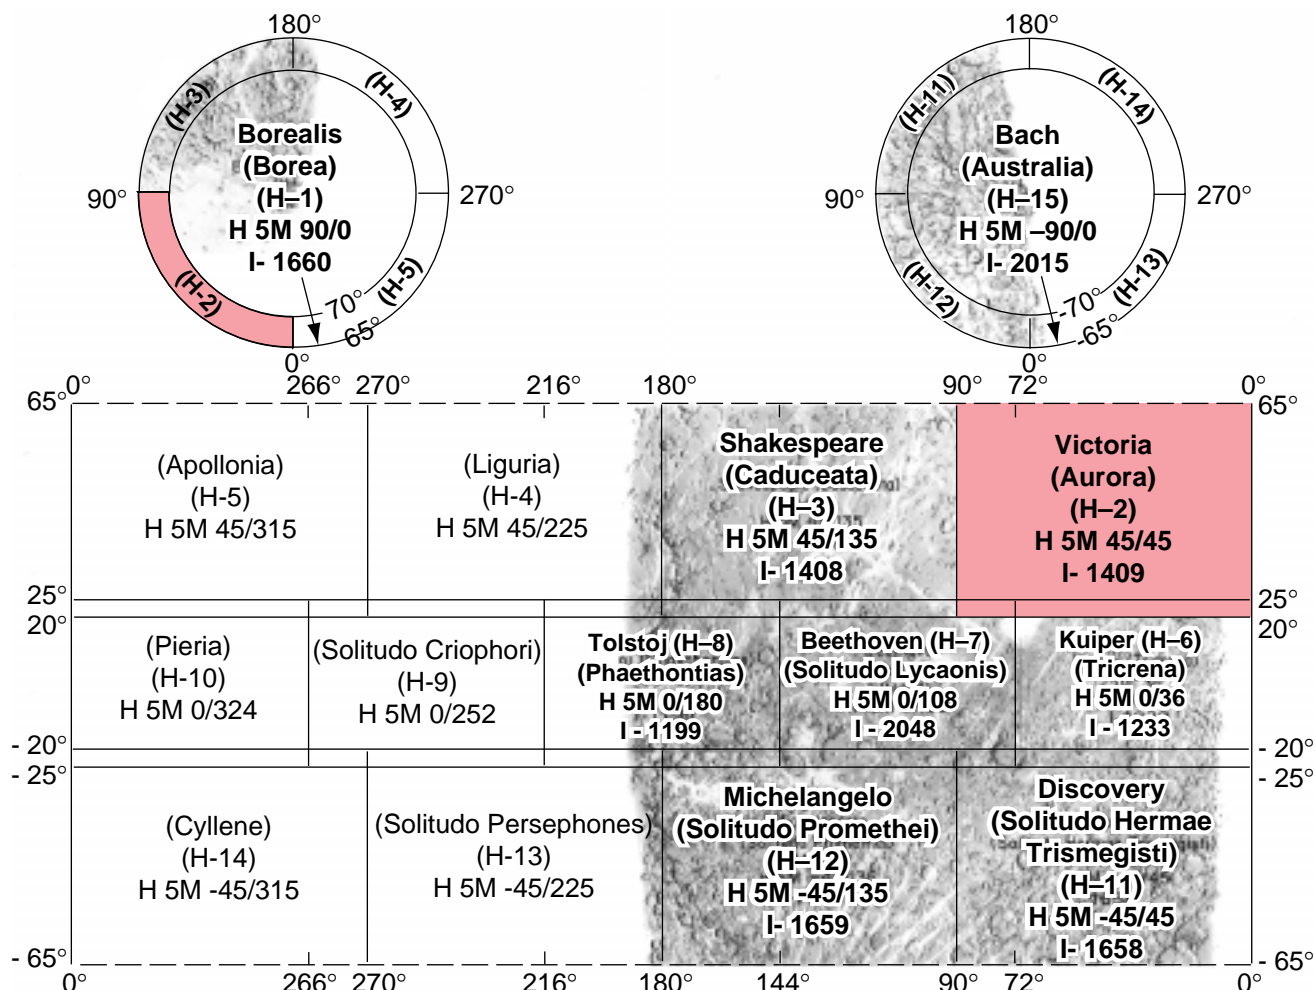 180°
(H-3)
(H-4)
Borealis
(Borea)
(H–1)
H 5M 90/0
I- 1660
90°
270°
(H-2)
(H-5)
70°
65°
0°
180°
(H-11)
(H-14)
Bach
(Australia)
(H–15)
H 5M –90/0
I- 2015
90°
270°
(H-12)
(H-13)
-70°
-65°
0°
0° 266° 270° 216° 180° 90° 72° 0°
65° 65°
(Apollonia)
(H-5)
H 5M 45/315
(Liguria)
(H-4)
H 5M 45/225
Shakespeare
(Caduceata)
(H–3)
H 5M 45/135
I- 1408
Victoria
(Aurora)
(H–2)
H 5M 45/45
I- 1409
25° 25°
20° 20°
(Pieria)
(H-10)
H 5M 0/324
(Solitudo Criophori)
(H-9)
H 5M 0/252
Tolstoj (H–8)
(Phaethontias)
H 5M 0/180
I - 1199
Beethoven (H–7)
(Solitudo Lycaonis)
H 5M 0/108
I - 2048
Kuiper (H–6)
(Tricrena)
H 5M 0/36
I - 1233
- 20° - 20°
- 25° - 25°
(Cyllene)
(H-14)
H 5M -45/315
(Solitudo Persephones)
(H-13)
H 5M -45/225
Michelangelo
(Solitudo Promethei)
(H–12)
H 5M -45/135
I- 1659
Discovery
(Solitudo Hermae
Trismegisti)
(H–11)
H 5M -45/45
I- 1658
- 65° - 65°
0° 266° 270° 216° 180° 144° 90° 72° 0°